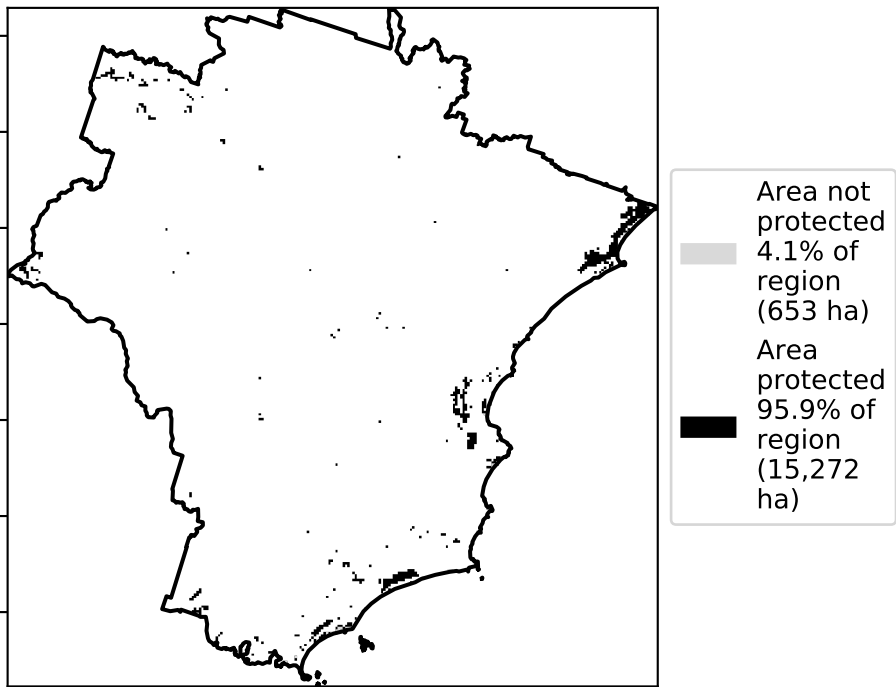 Area not
protected
4.1% of
region
(653 ha)
Area
protected
95.9% of
region
(15,272
ha)